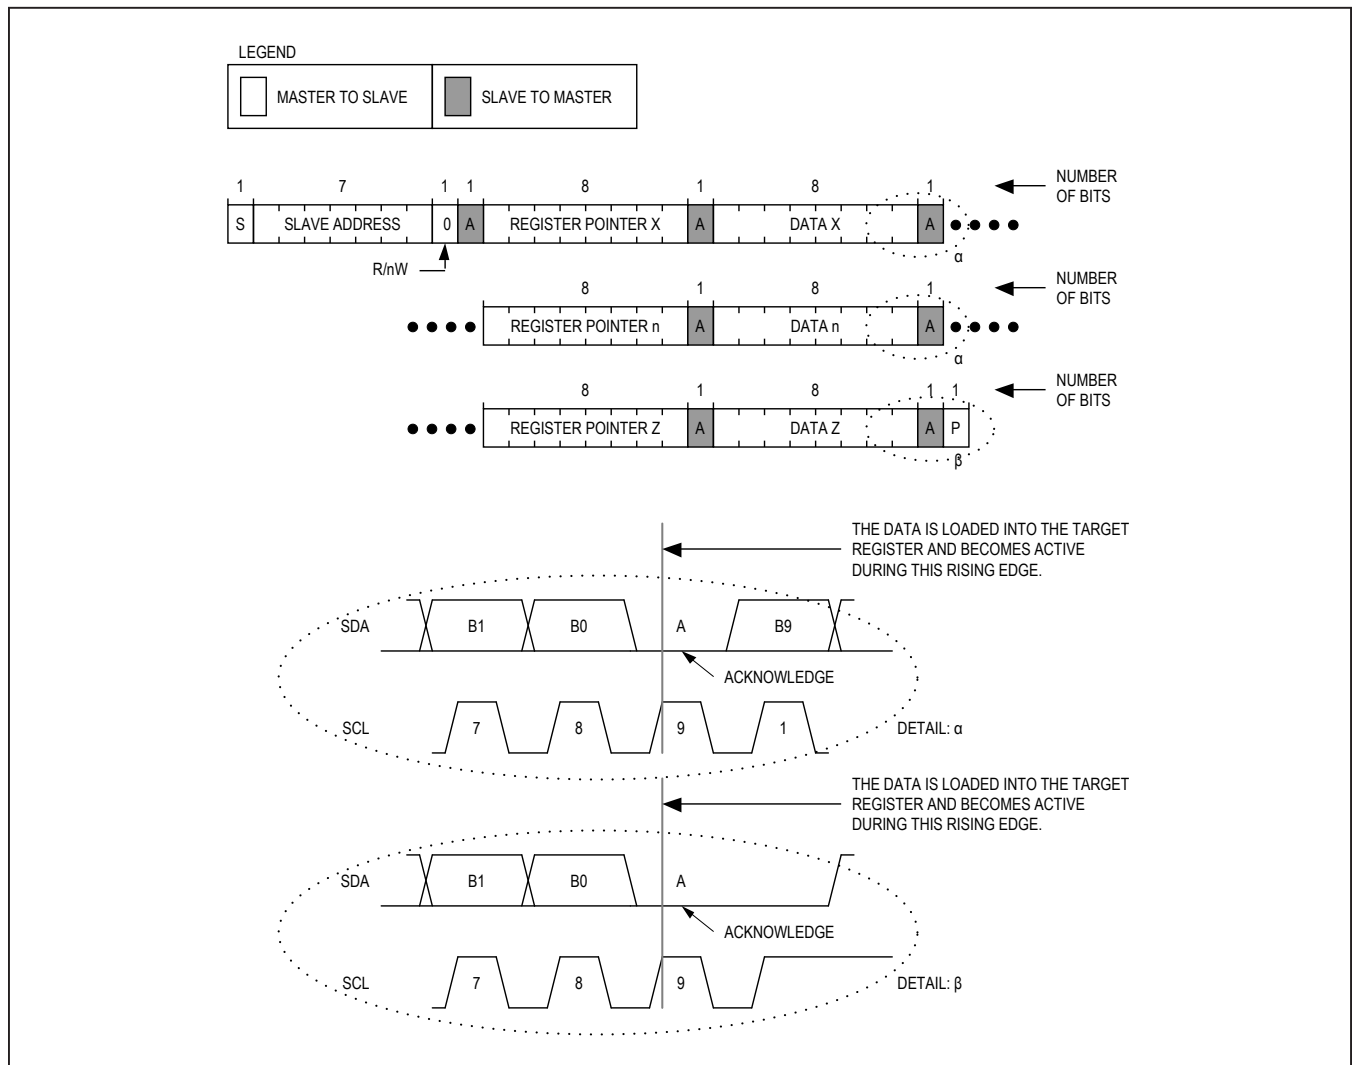 LEGEND
MASTER TO SLAVE SLAVE TO MASTER
1 7 1 1 8 1 8 1 NUMBER
OF BITS
S SLAVE ADDRESS 0 A REGISTER POINTER X A DATA X A
α
R/nW
8 1 8 1 NUMBER
OF BITS
REGISTER POINTER n A DATA n A
α
8 1 8 1 1 NUMBER
OF BITS
REGISTER POINTER Z A DATA Z A P
β
THE DATA IS LOADED INTO THE TARGET
REGISTER AND BECOMES ACTIVE
DURING THIS RISING EDGE.
SDA B1 B0 A B9
ACKNOWLEDGE
SCL 7 8 9 1 DETAIL: α
THE DATA IS LOADED INTO THE TARGET
REGISTER AND BECOMES ACTIVE
DURING THIS RISING EDGE.
SDA B1 B0 A
ACKNOWLEDGE
SCL 7 8 9 DETAIL: β